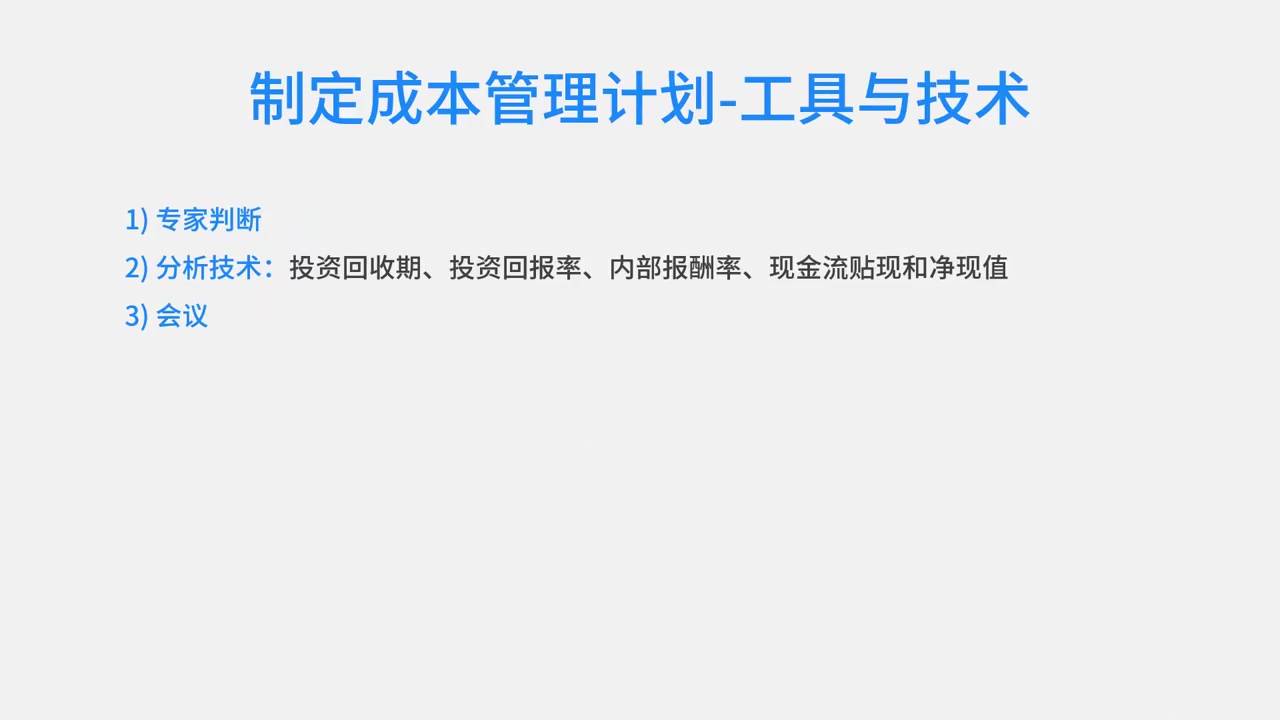 制定成本管理计划-工具与技术
1) 专家判断
2) 分析技术：投资回收期、投资回报率、内部报酬率、现金流贴现和净现值
3) 会议